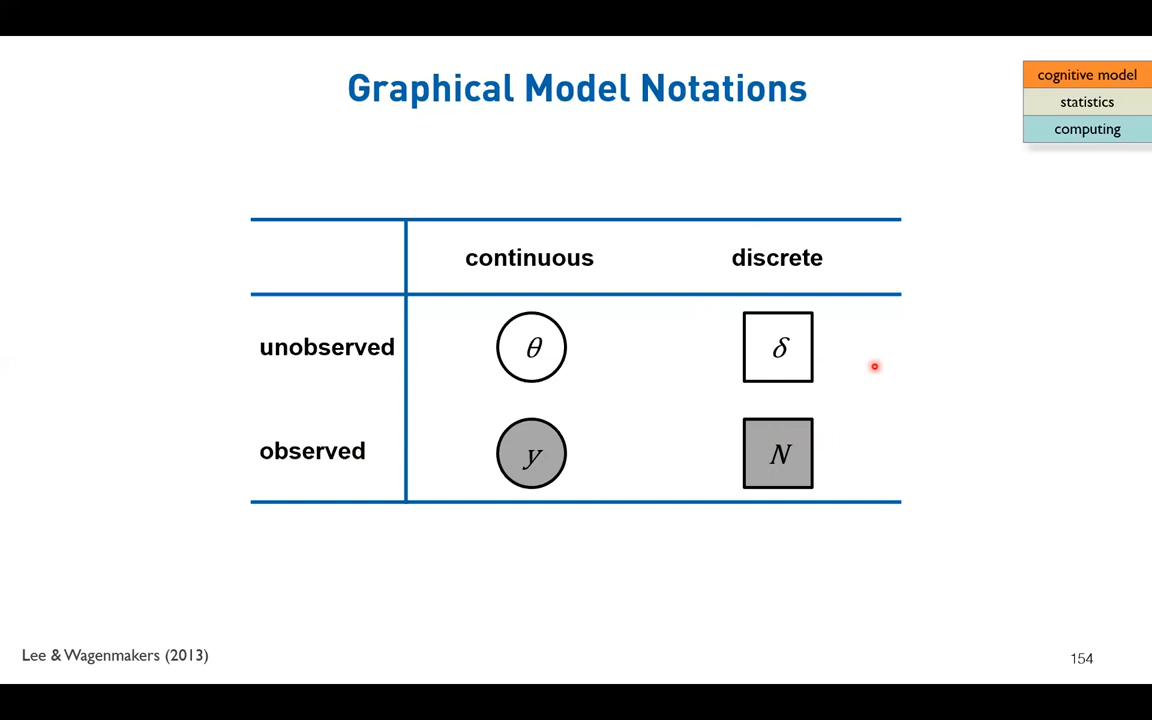 Graphical Model Notations
cognitive model
statistics
computing
continuous discrete
unobserved θ δ
observed y N
Lee & Wagenmakers (2013)
154